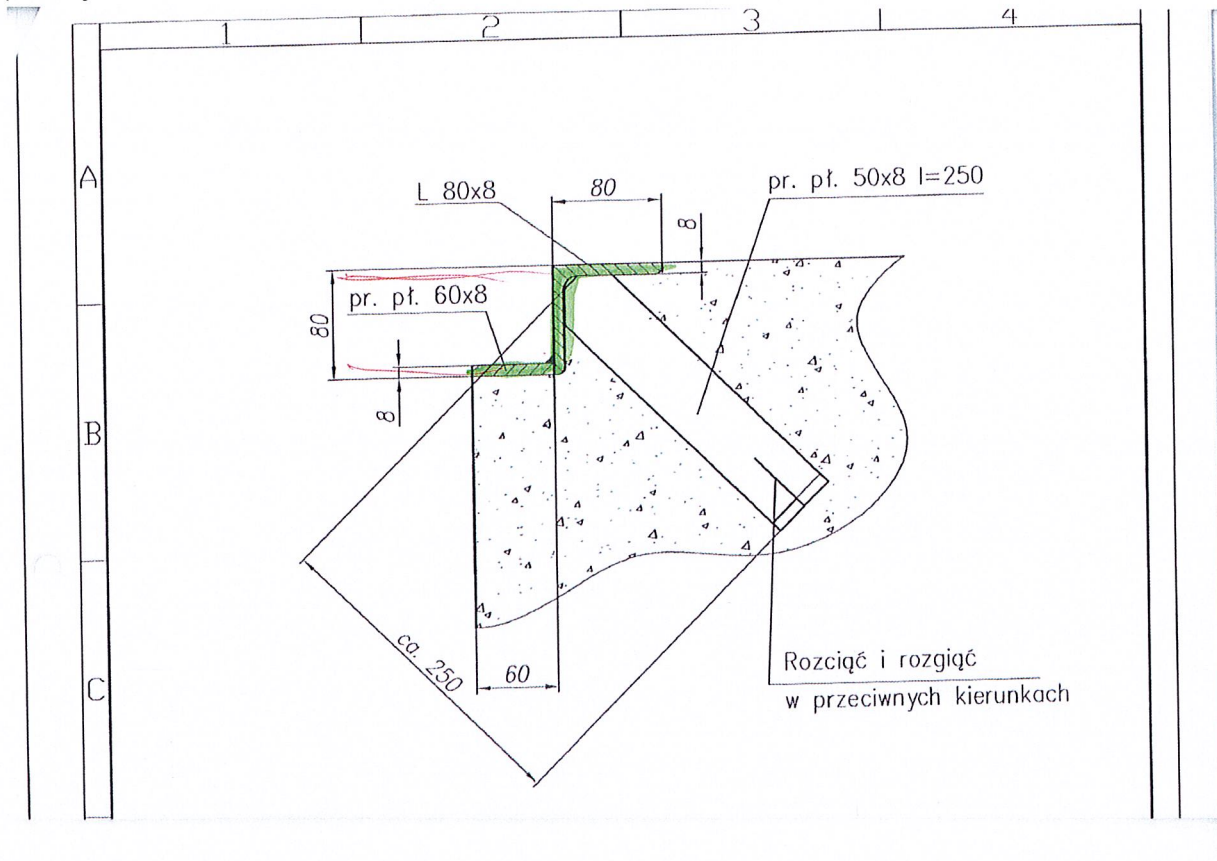 1 2 3 4
A
B
C
L 80x8
80
8
pr. pł. 50x8 l=250
80
pr. pł. 60x8
8
ca. 250
60
Rozciąć i rozgiąć
w przeciwnych kierunkach